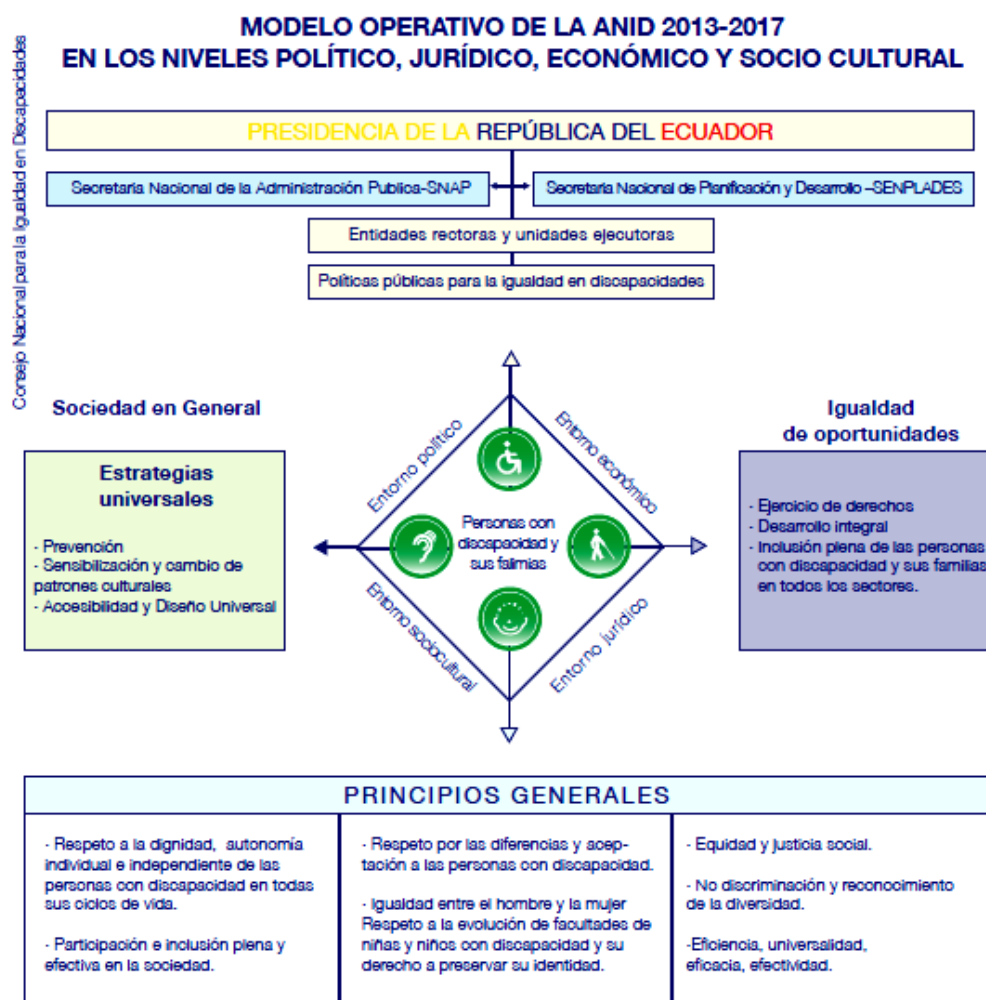 MODELO OPERATIVO DE LA ANID 2013-2017
EN LOS NIVELES POLÍTICO, JURÍDICO, ECONÓMICO Y SOCIO CULTURAL
Consejo Nacional para la Igualdad en Discapacidades
PRESIDENCIA DE LA REPÚBLICA DEL ECUADOR
Secretaria Nacional de la Administración Publica-SNAP
Secretaria Nacional de Planificación y Desarrollo –SENPLADES
Entidades rectoras y unidades ejecutoras
Políticas públicas para la igualdad en discapacidades
Sociedad en General
Estrategias
universales
- Prevención
- Sensibilización y cambio de
patrones culturales
- Accesibilidad y Diseño Universal
Entorno político
Entorno económico
Personas con
discapacidad y
sus falimias
Entorno sociocultural
Entorno jurídico
Igualdad
de oportunidades
- Ejercicio de derechos
- Desarrollo integral
- Inclusión plena de las personas
con discapacidad y sus familias
en todos los sectores.
PRINCIPIOS GENERALES
- Respeto a la dignidad, autonomía
individual e independiente de las
personas con discapacidad en todas
sus ciclos de vida.
- Participación e inclusión plena y
efectiva en la sociedad.
- Respeto por las diferencias y acep-
tación a las personas con discapacidad.
- Igualdad entre el hombre y la mujer
Respeto a la evolución de facultades de
niñas y niños con discapacidad y su
derecho a preservar su identidad.
- Equidad y justicia social.
- No discriminación y reconocimiento
de la diversidad.
-Eficiencia, universalidad,
eficacia, efectividad.